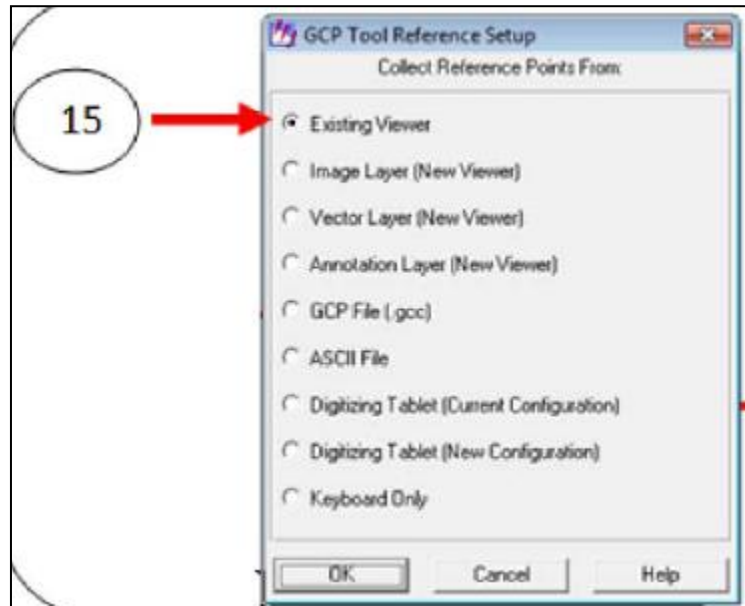 GCP Tool Reference Setup
Collect Reference Points From:
15
Existing Viewer
Image Layer (New Viewer)
Vector Layer (New Viewer)
Annotation Layer (New Viewer)
GCP File (.gcc)
ASCII File
Digitizing Tablet (Current Configuration)
Digitizing Tablet (New Configuration)
Keyboard Only
OK Cancel Help